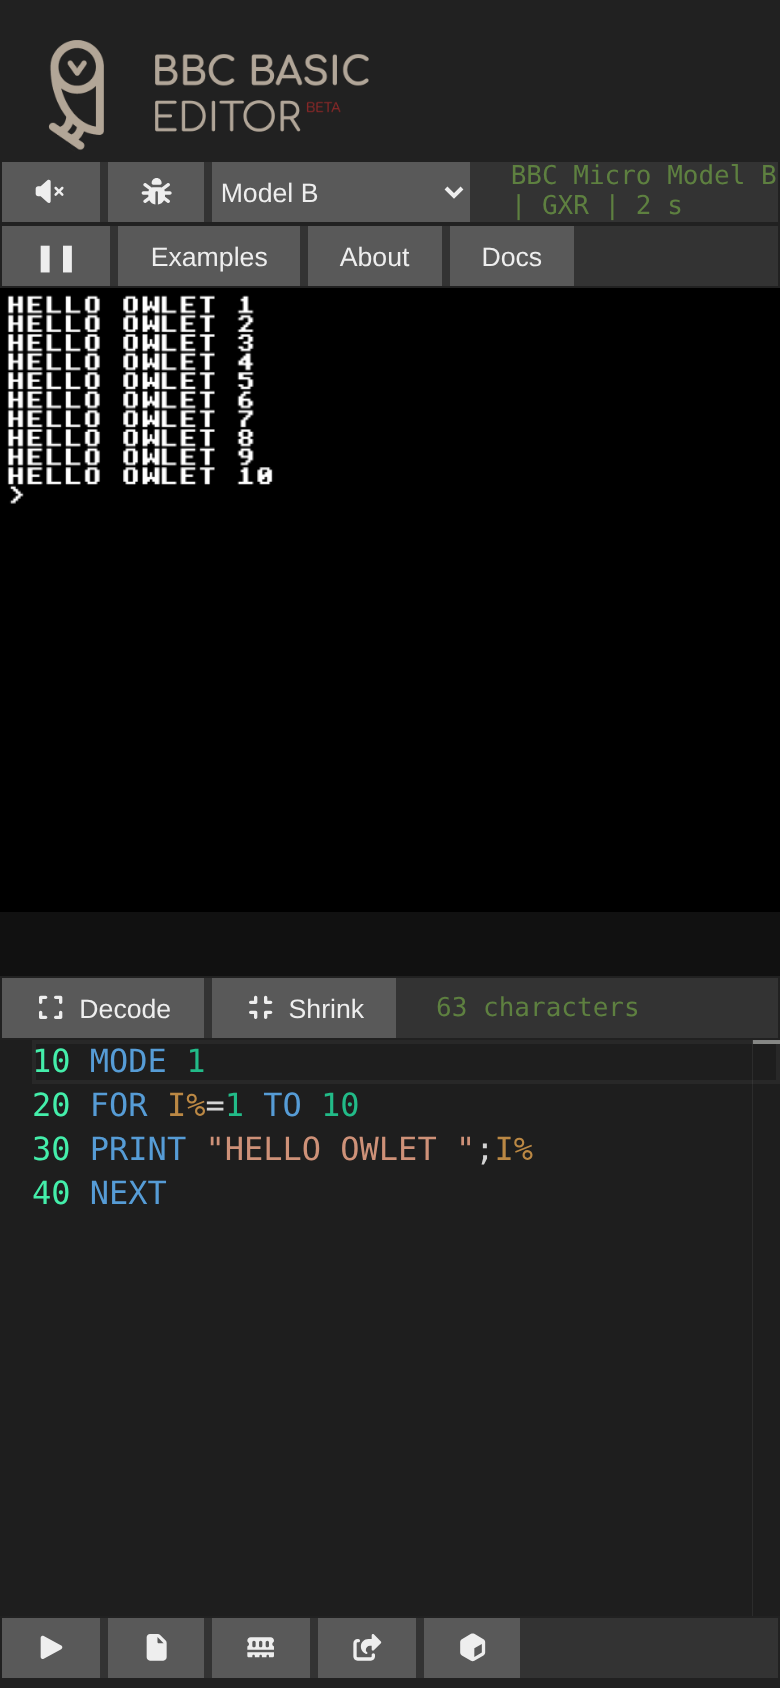 BBC BASIC
EDITOR BETA
Model B
BBC Micro Model B
| GXR | 2 s
Examples
About
Docs
HELLO OWLET 1
HELLO OWLET 2
HELLO OWLET 3
HELLO OWLET 4
HELLO OWLET 5
HELLO OWLET 6
HELLO OWLET 7
HELLO OWLET 8
HELLO OWLET 9
HELLO OWLET 10
>
Decode
Shrink
63 characters
10 MODE 1
20 FOR I%=1 TO 10
30 PRINT "HELLO OWLET ";I%
40 NEXT